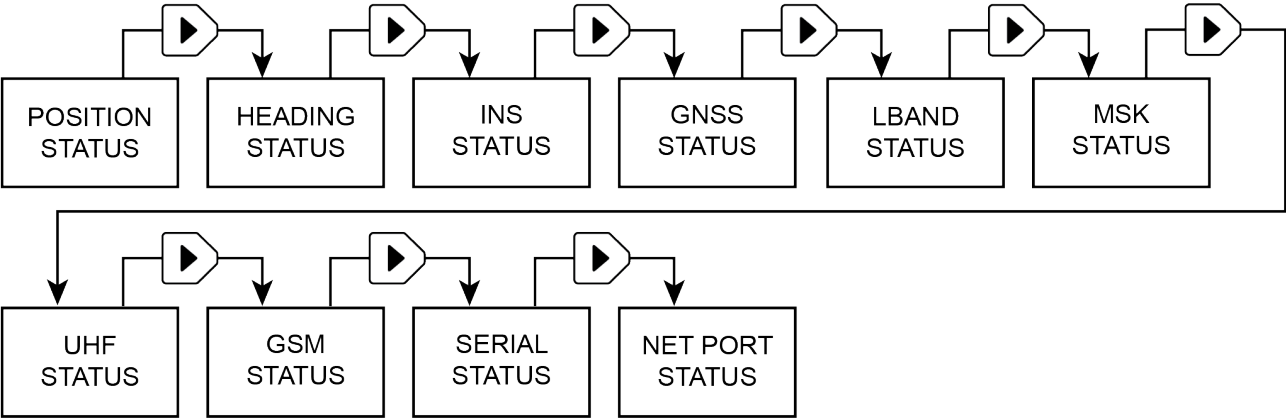 POSITION
STATUS
HEADING
STATUS
INS
STATUS
GNSS
STATUS
LBAND
STATUS
MSK
STATUS
UHF
STATUS
GSM
STATUS
SERIAL
STATUS
NET PORT
STATUS